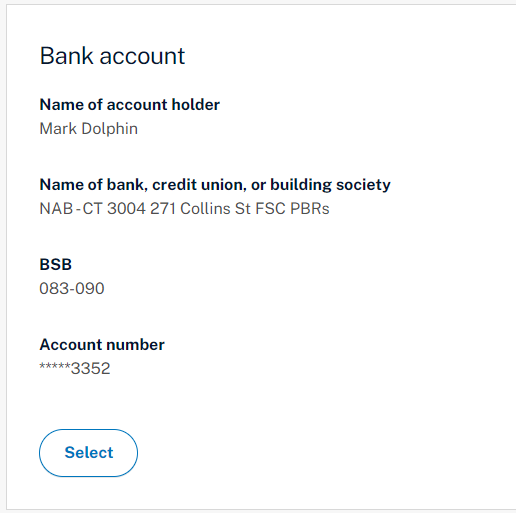 Bank account
Name of account holder
Mark Dolphin
Name of bank, credit union, or building society
NAB - CT 3004 271 Collins St FSC PBRs
BSB
083-090
Account number
*****3352
Select